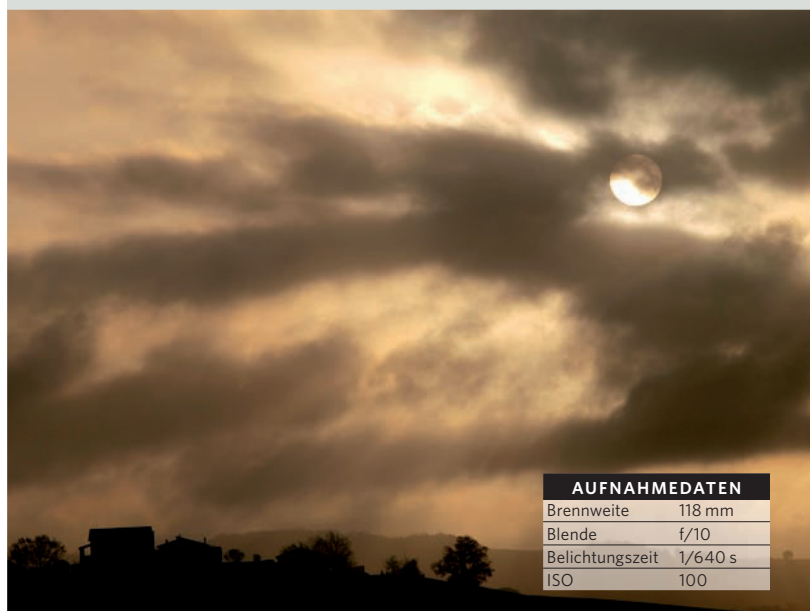 AUFNAHMEDATEN
Brennweite 118 mm
Blende f/10
Belichtungszeit 1/640 s
ISO 100